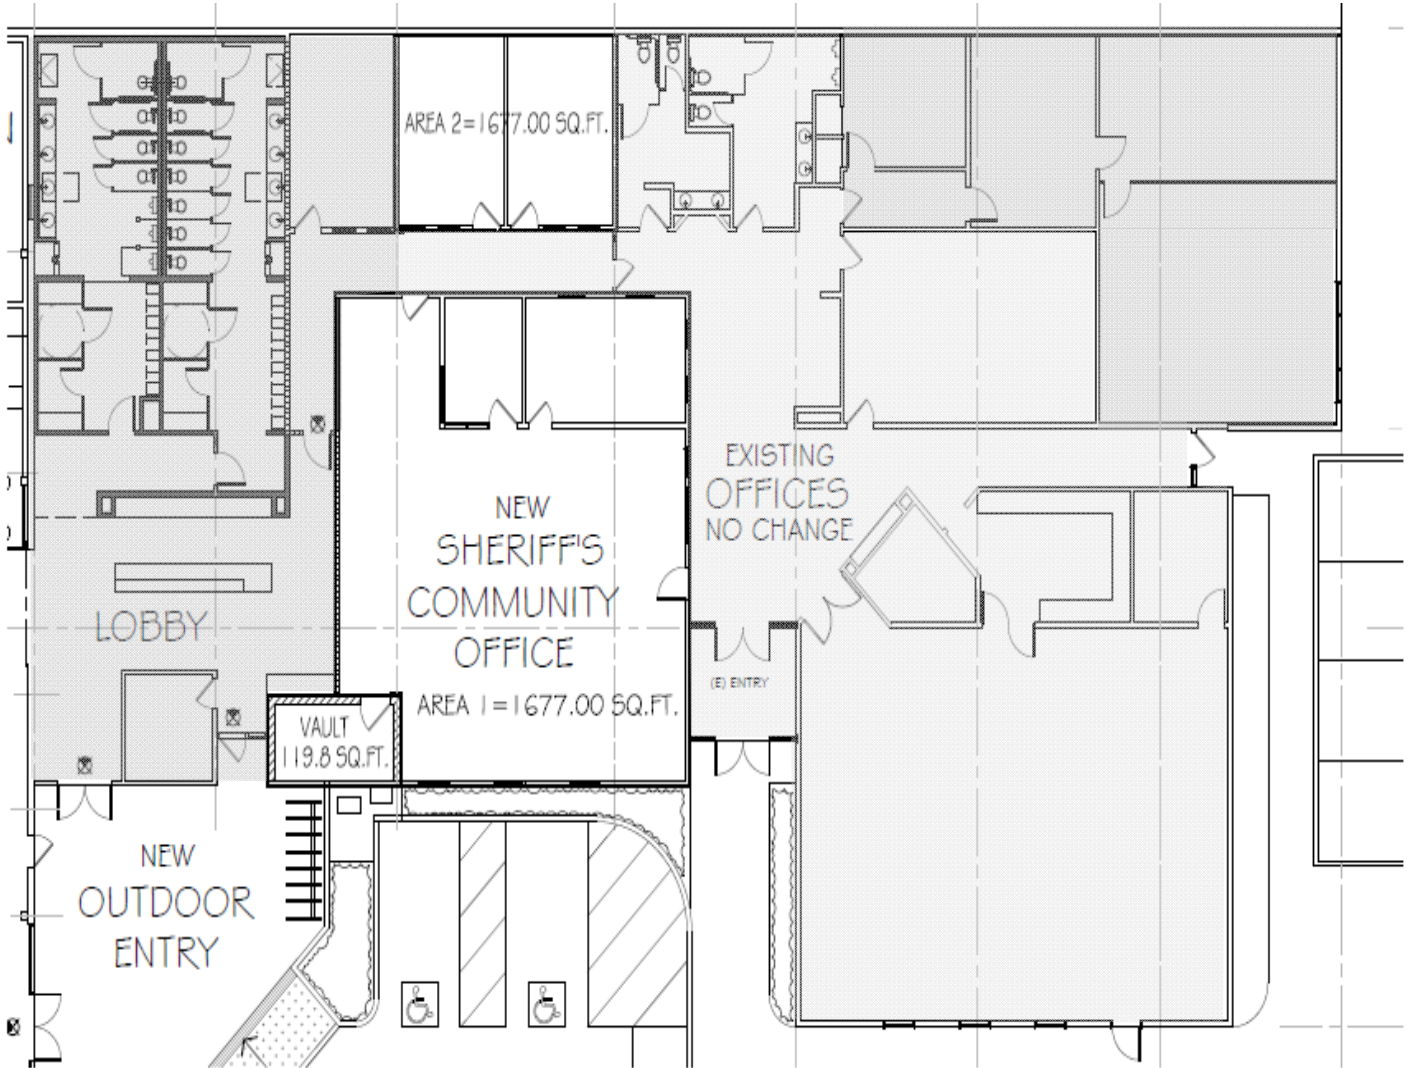 AREA 2=1677.00 SQ.FT.
EXISTING
OFFICES
NO CHANGE
NEW
SHERIFF'S
COMMUNITY
OFFICE
AREA 1=1677.00 SQ.FT.
LOBBY
(E) ENTRY
VAULT
119.8 SQ.FT.
NEW
OUTDOOR
ENTRY